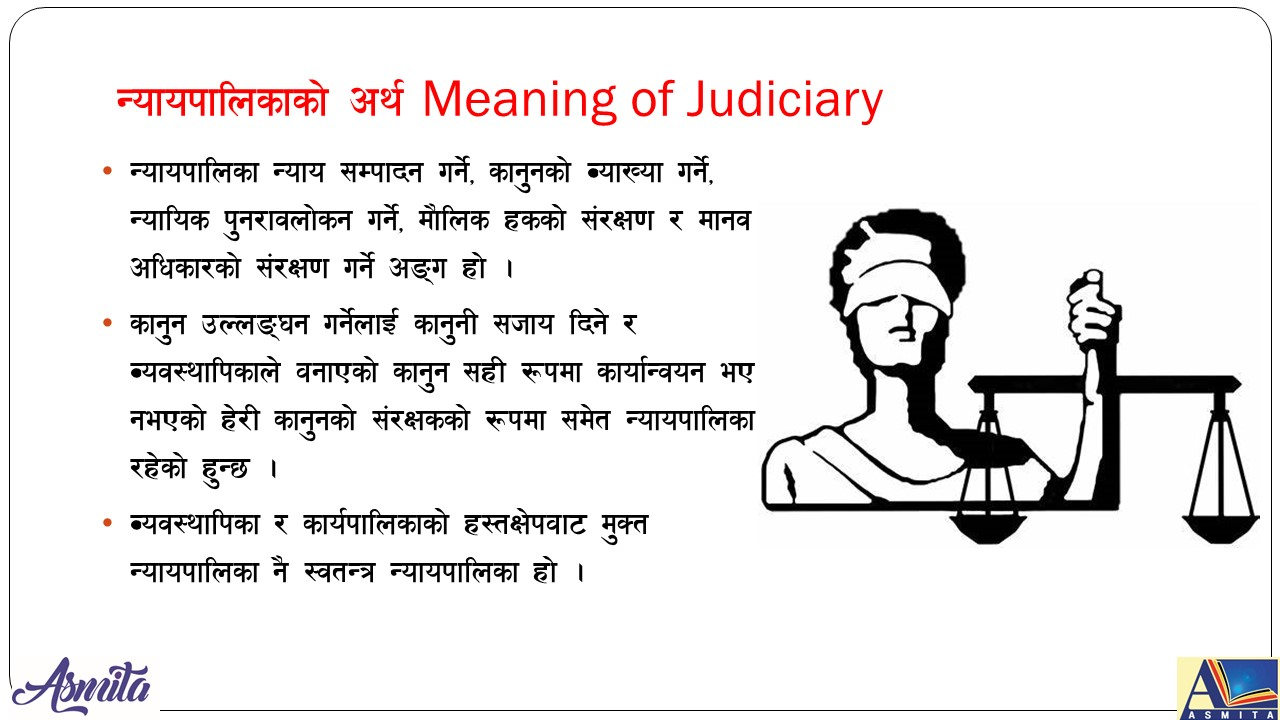 न्यायपालिकाको अर्थ Meaning of Judiciary
• न्यायपालिका न्याय सम्पादन गर्ने, कानुनको ब्याख्या गर्ने,
न्यायिक पुनरावलोकन गर्ने, मौलिक हकको संरक्षण र मानव
अधिकारको संरक्षण गर्ने अङ्ग हो ।
• कानुन उल्लङ्घन गर्नेलाई कानुनी सजाय दिने र
ब्यवस्थापिकाले वनाएको कानुन सही रूपमा कार्यान्वयन भए
नभएको हेरी कानुनको संरक्षकको रूपमा समेत न्यायपालिका
रहेको हुन्छ ।
• ब्यवस्थापिका र कार्यपालिकाको हस्तक्षेपवाट मुक्त
न्यायपालिका नै स्वतन्त्र न्यायपालिका हो ।
Asmita
ASMITA